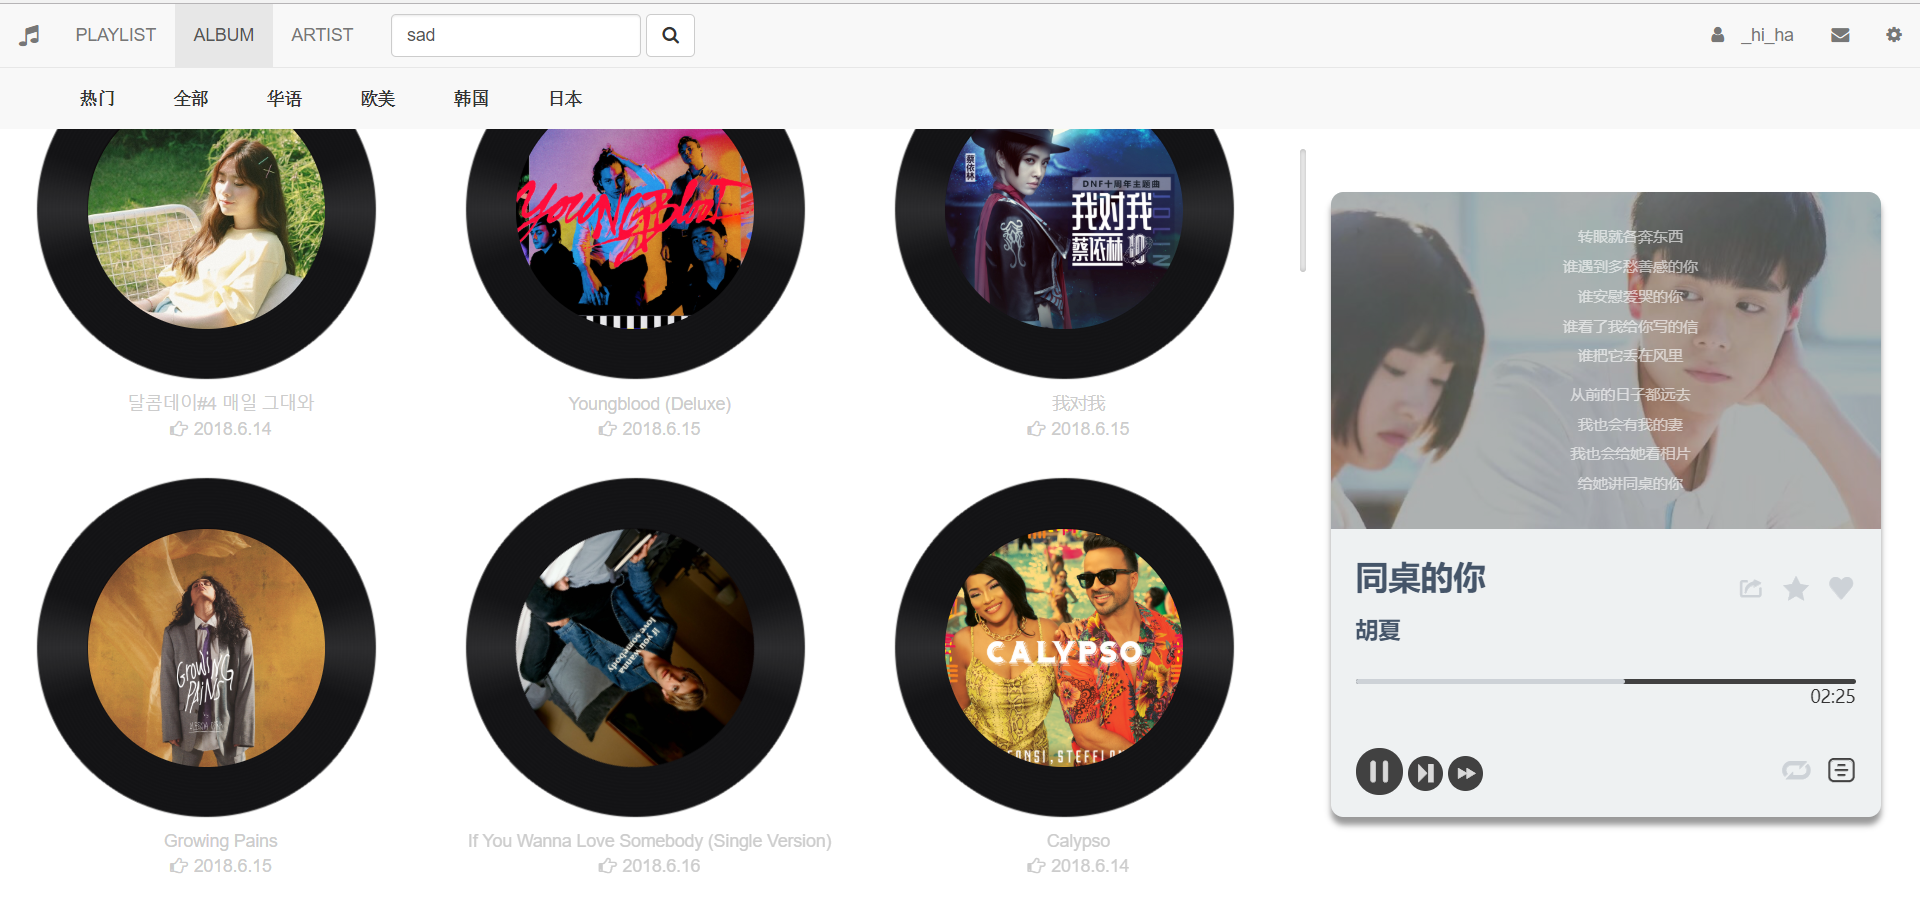 PLAYLIST ALBUM ARTIST sad _hi_ha
热门 全部 华语 欧美 韩国 日本
YOUNGBLOOD
蔡依林
DNF十周年主题曲
我对我
蔡依林
달콤데이#4 매일 그대와
2018.6.14
Youngblood (Deluxe)
2018.6.15
我对我
2018.6.15
GROWING
PAINS
if you wanna
love somebody
CALYPSO
Growing Pains
2018.6.15
If You Wanna Love Somebody (Single Version)
2018.6.16
Calypso
2018.6.14
转眼就各奔东西
谁遇到多愁善感的你
谁安慰爱哭的你
谁看了我给你写的信
谁把它丢在风里
从前的日子都远去
我也会有我的妻
我也会给她看相片
给她讲同桌的你
同桌的你
胡夏
02:25